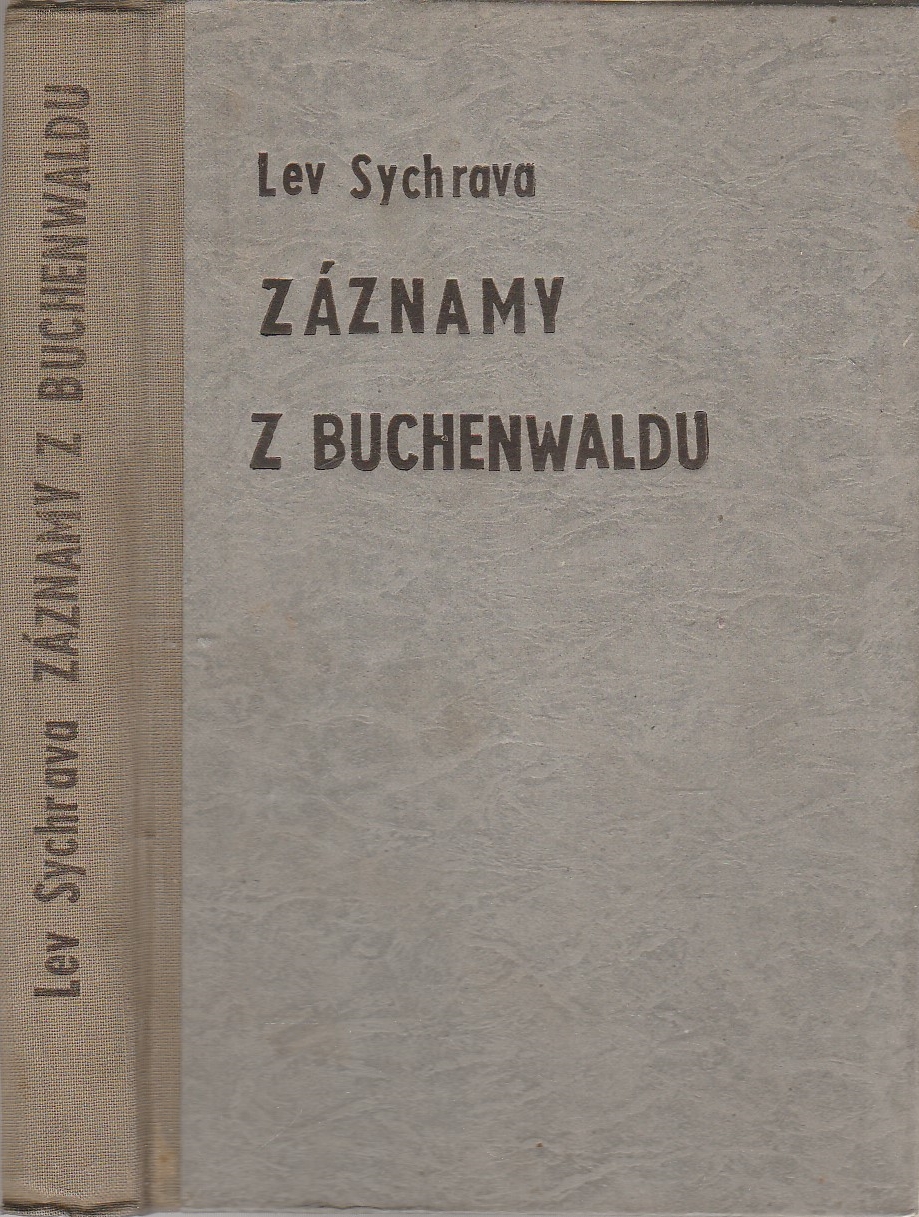 Lev Sychrava ZÁZNAMY Z BUCHENWALDU
Lev Sychrava
ZÁZNAMY
Z BUCHENWALDU